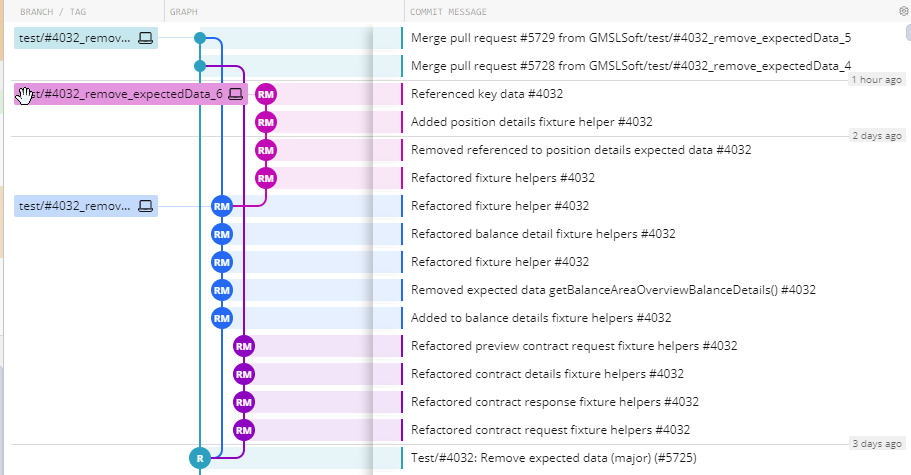 BRANCH / TAG GRAPH COMMIT MESSAGE
test/#4032_remov... Merge pull request #5729 from GMSLSoft/test/#4032_remove_expectedData_5
Merge pull request #5728 from GMSLSoft/test/#4032_remove_expectedData_4
1 hour ago
/#4032_remove_expectedData_6 RM Referenced key data #4032
RM Added position details fixture helper #4032
2 days ago
RM Removed referenced to position details expected data #4032
RM Refactored fixture helpers #4032
test/#4032_remov... RM Refactored fixture helper #4032
RM Refactored balance detail fixture helpers #4032
RM Refactored fixture helper #4032
RM Removed expected data getBalanceAreaOverviewBalanceDetails() #4032
RM Added to balance details fixture helpers #4032
RM Refactored preview contract request fixture helpers #4032
RM Refactored contract details fixture helpers #4032
RM Refactored contract response fixture helpers #4032
RM Refactored contract request fixture helpers #4032
3 days ago
R Test/#4032: Remove expected data (major) (#5725)